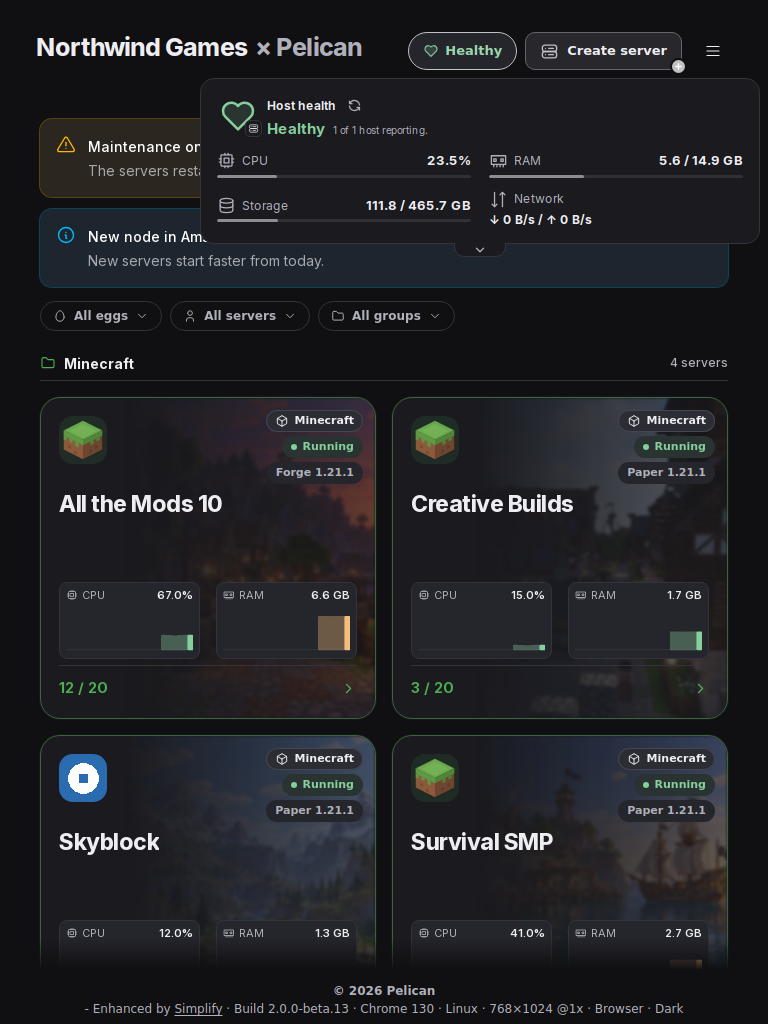 Northwind Games × Pelican
Healthy
Create server
Host health
Healthy 1 of 1 host reporting.
CPU 23.5%
RAM 5.6 / 14.9 GB
Storage 111.8 / 465.7 GB
Network
↓ 0 B/s / ↑ 0 B/s
Maintenance on
The servers resta
New node in Ams
New servers start faster from today.
All eggs
All servers
All groups
Minecraft
4 servers
Minecraft
Running
Forge 1.21.1
All the Mods 10
CPU 67.0%
RAM 6.6 GB
12 / 20
Minecraft
Running
Paper 1.21.1
Creative Builds
CPU 15.0%
RAM 1.7 GB
3 / 20
Minecraft
Running
Paper 1.21.1
Skyblock
CPU 12.0%
RAM 1.3 GB
Minecraft
Running
Paper 1.21.1
Survival SMP
CPU 41.0%
RAM 2.7 GB
© 2026 Pelican
- Enhanced by Simplify · Build 2.0.0-beta.13 · Chrome 130 · Linux · 768×1024 @1x · Browser · Dark